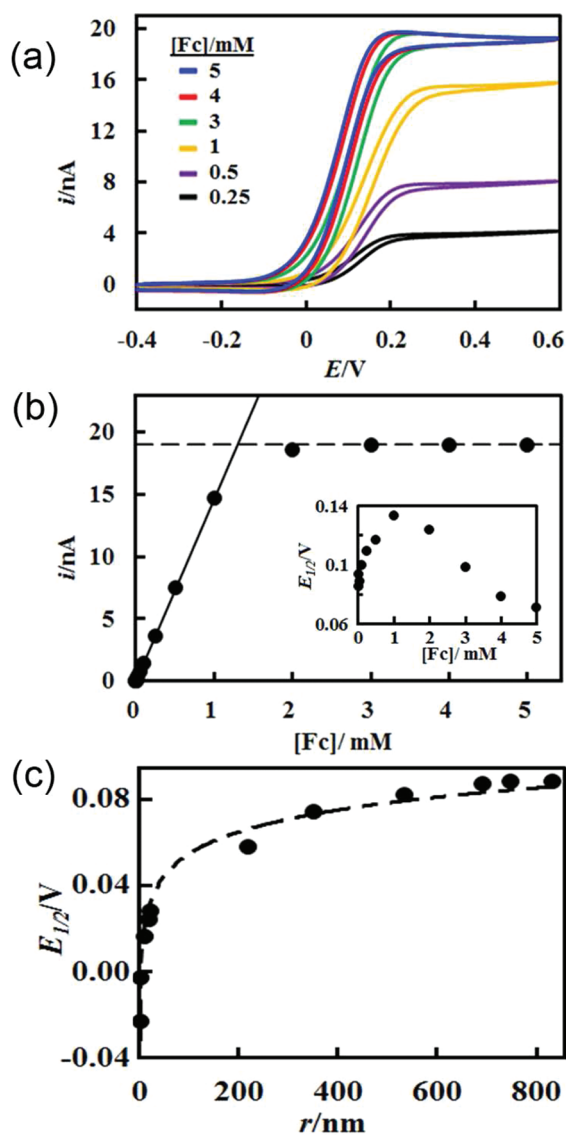 (a)
[Fc]/mM
5
4
3
1
0.5
0.25
i/nA
20
16
12
8
4
0
-0.4 -0.2 0 0.2 0.4 0.6
E/V
(b)
i/nA
20
15
10
5
0
0 1 2 3 4 5
[Fc]/ mM
E1/2/V
0.14
0.1
0.06
0 1 2 3 4 5
[Fc]/ mM
(c)
E1/2/V
0.08
0.04
0.00
-0.04
0 200 400 600 800
r/nm